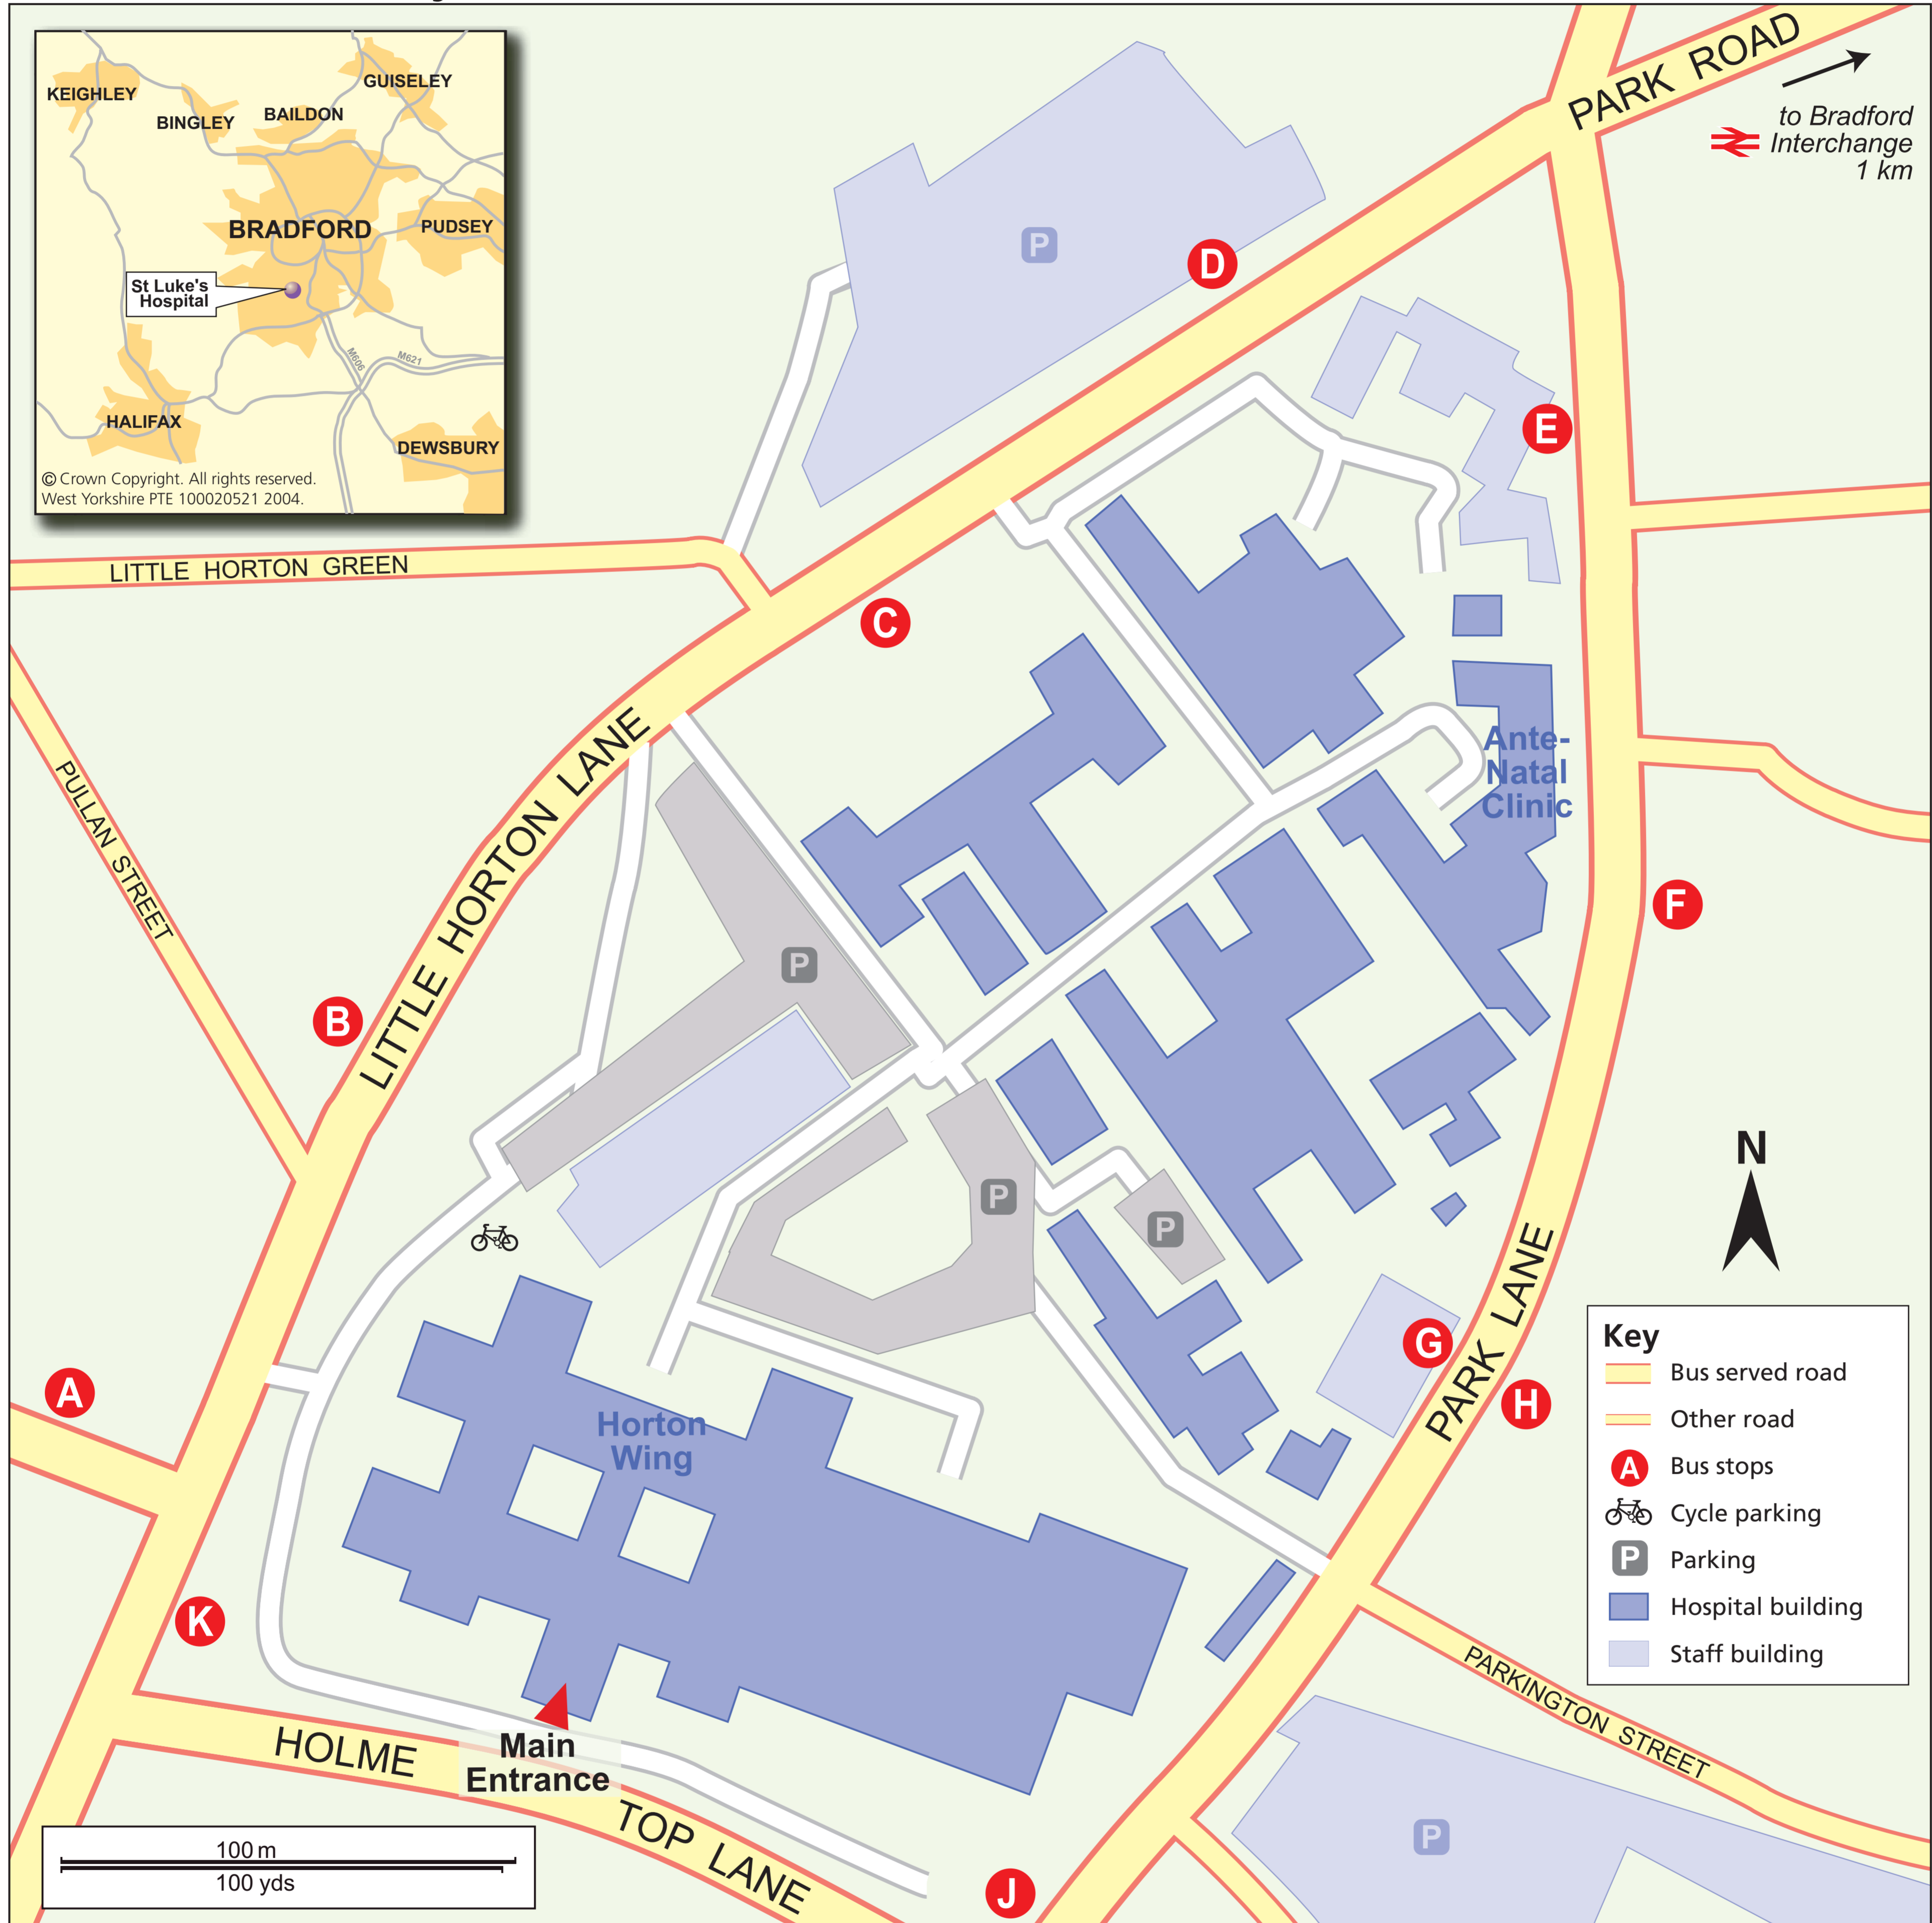 KEIGHLEY
BINGLEY
BAILDON
GUISELEY
BRADFORD
PUDSEY
St Luke's
Hospital
M606
M621
HALIFAX
DEWSBURY
© Crown Copyright. All rights reserved.
West Yorkshire PTE 100020521 2004.
PARK ROAD
to Bradford
Interchange
1 km
P
D
E
LITTLE HORTON GREEN
C
PULLAN STREET
LITTLE HORTON LANE
Ante-
Natal
Clinic
F
P
B
N
P
P
PARK LANE
G
H
A
Horton
Wing
K
Main
Entrance
HOLME
TOP LANE
PARKINGTON STREET
P
J
Key
Bus served road
Other road
A
Bus stops
Cycle parking
P
Parking
Hospital building
Staff building
100 m
100 yds